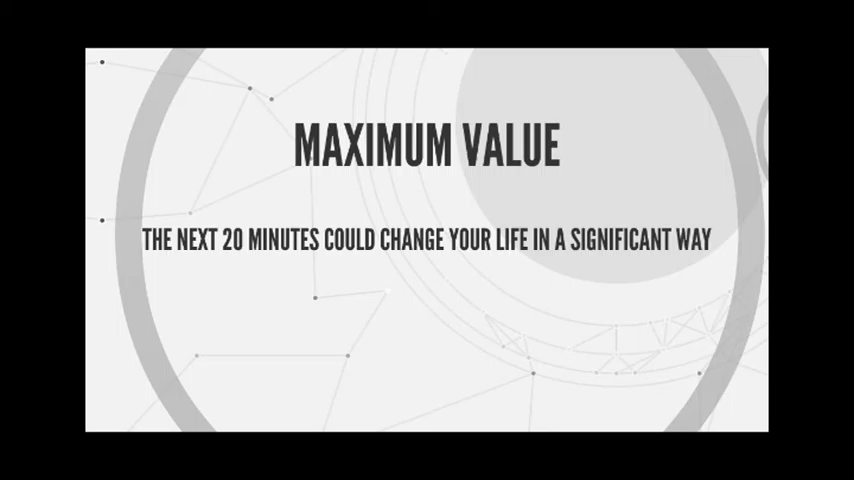 MAXIMUM VALUE
THE NEXT 20 MINUTES COULD CHANGE YOUR LIFE IN A SIGNIFICANT WAY